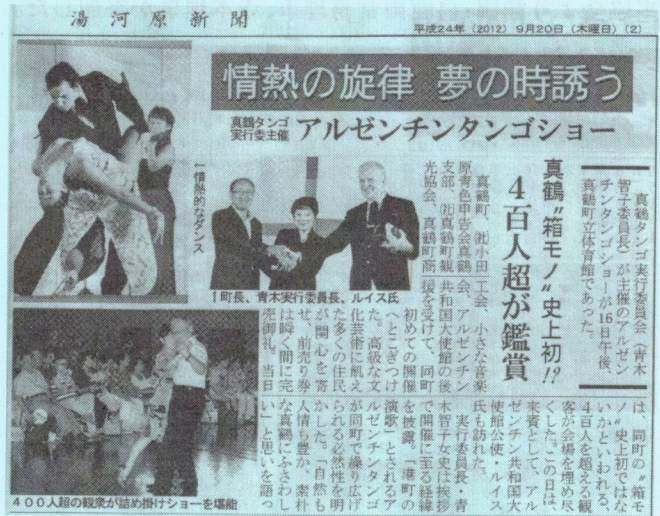 湯河原新聞
平成24年（2012）9月20日（木曜日）（2）
情熱の旋律 夢の時誘う
真鶴タンゴ
実行委主催
アルゼンチンタンゴショー
真鶴〝箱モノ〟史上初!?
4百人超が鑑賞
↑情熱的なダンス
↑町長、青木実行委員長、ルイス氏
400人超の観衆が詰め掛けショーを堪能
真鶴タンゴ実行委員会（青木
智子委員長）が主催のアルゼン
チンタンゴショーが16日午後、
真鶴町立体育館であった。
真鶴町、㈳小田
原青色申告会真鶴
支部、㈳真鶴町観
光協会、真鶴町商
工会、小さな音楽
会、アルゼンチン
共和国大使館の後
援を受けて、同町
初めての開催
へとこぎつけ
た。高級な文
化芸術に飢え
た多くの住民
が関心を寄
せ、前売り券
は瞬く間に完
売御礼。当日
は、同町の〝箱モ
ノ〟史上初ではな
いかといわれる、
4百人を超える観
客が会場を埋め尽
くした。この日は、
来賓として、アル
ゼンチン共和国大
使館公使・ルイス
氏も訪れた。
実行委員長・青
木智子女史は挨拶
で開催に至る経緯
を披露。「港町の
演歌」とされるア
ルゼンチンタンゴ
が同町で繰り広げ
られる必然性を明
かした。「自然も
人情も豊か、素朴
な真鶴にふさわし
い」と思いを語っ